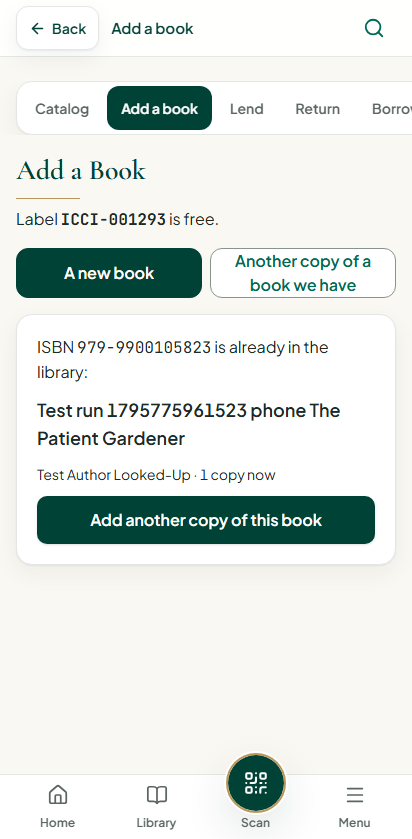 Back
Add a book
Catalog
Add a book
Lend
Return
Borro
Add a Book
Label ICCI-001293 is free.
A new book
Another copy of a
book we have
ISBN 979-9900105823 is already in the
library:
Test run 1795775961523 phone The
Patient Gardener
Test Author Looked-Up · 1 copy now
Add another copy of this book
Home
Library
Scan
Menu